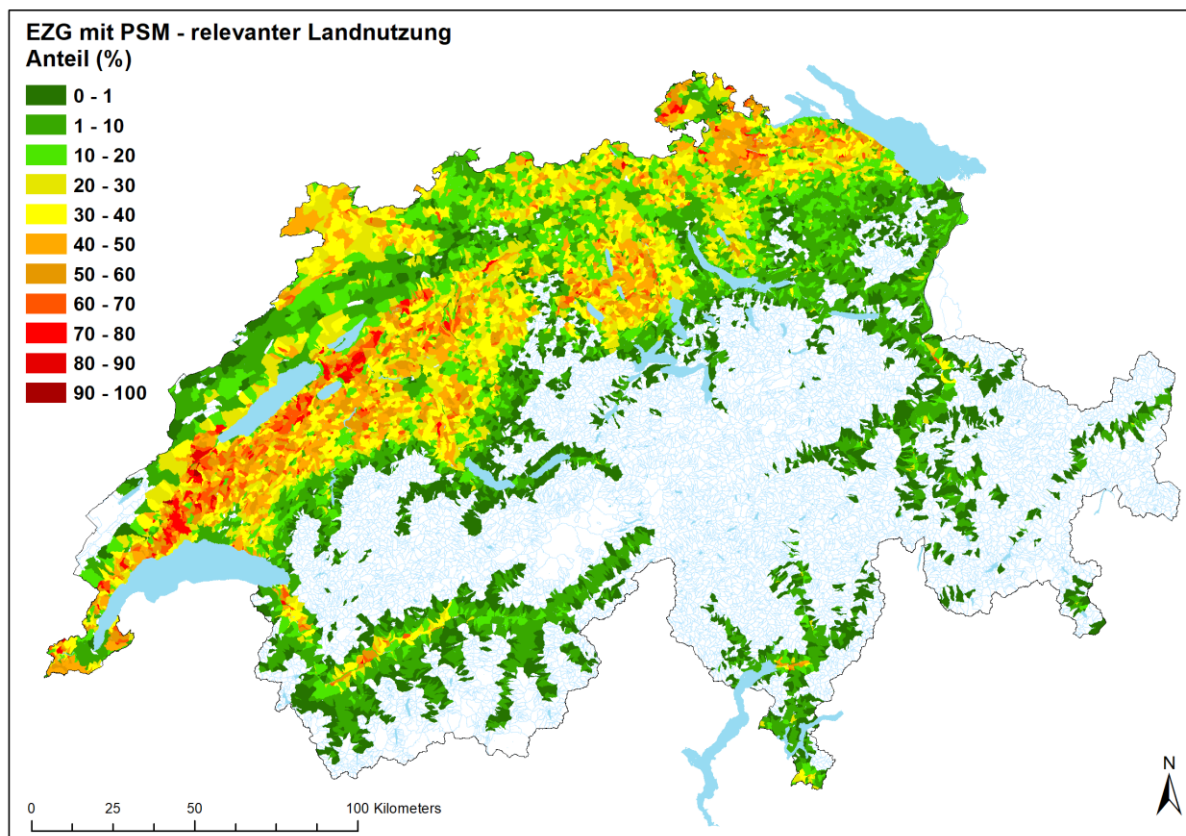 EZG mit PSM - relevanter Landnutzung
Anteil (%)
0 - 1
1 - 10
10 - 20
20 - 30
30 - 40
40 - 50
50 - 60
60 - 70
70 - 80
80 - 90
90 - 100
N
0 25 50 100 Kilometers